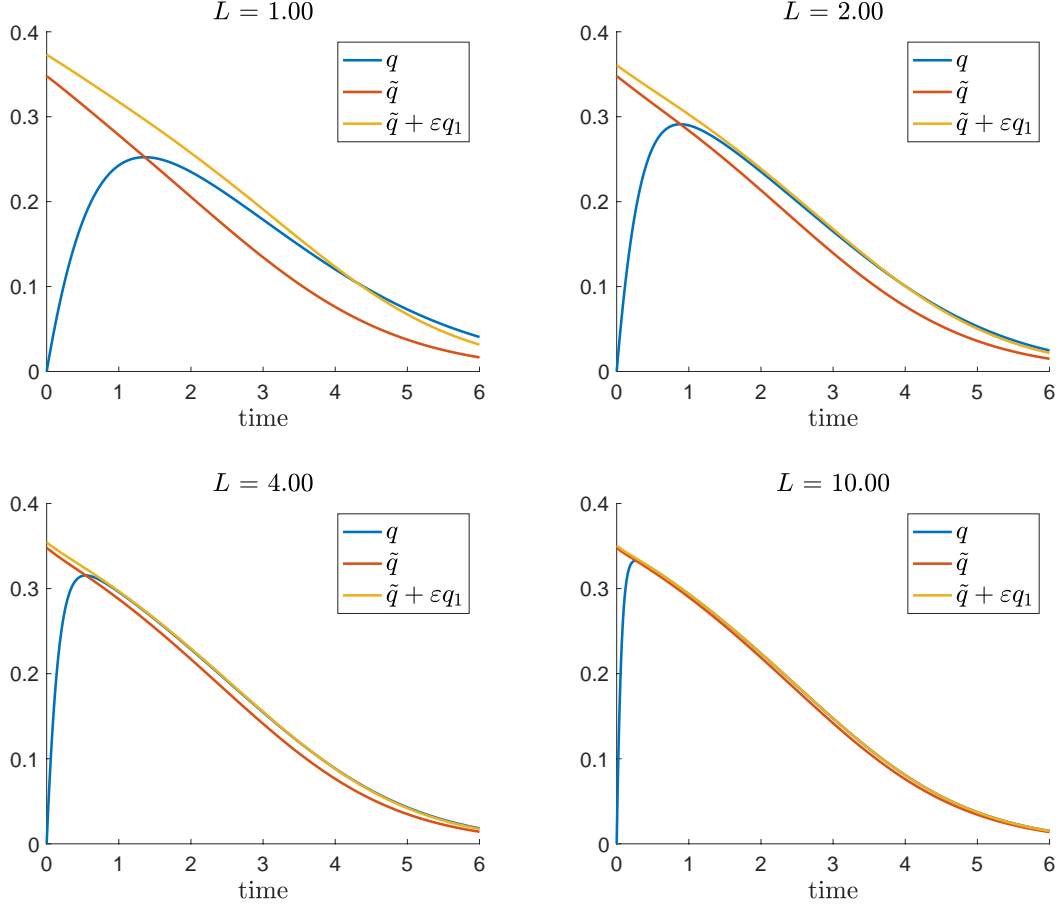 L = 1.00
0.4
0.3
0.2
0.1
0
0 1 2 3 4 5 6
time
q
q̃
q̃ + εq₁
L = 2.00
0.4
0.3
0.2
0.1
0
0 1 2 3 4 5 6
time
q
q̃
q̃ + εq₁
L = 4.00
0.4
0.3
0.2
0.1
0
0 1 2 3 4 5 6
time
q
q̃
q̃ + εq₁
L = 10.00
0.4
0.3
0.2
0.1
0
0 1 2 3 4 5 6
time
q
q̃
q̃ + εq₁